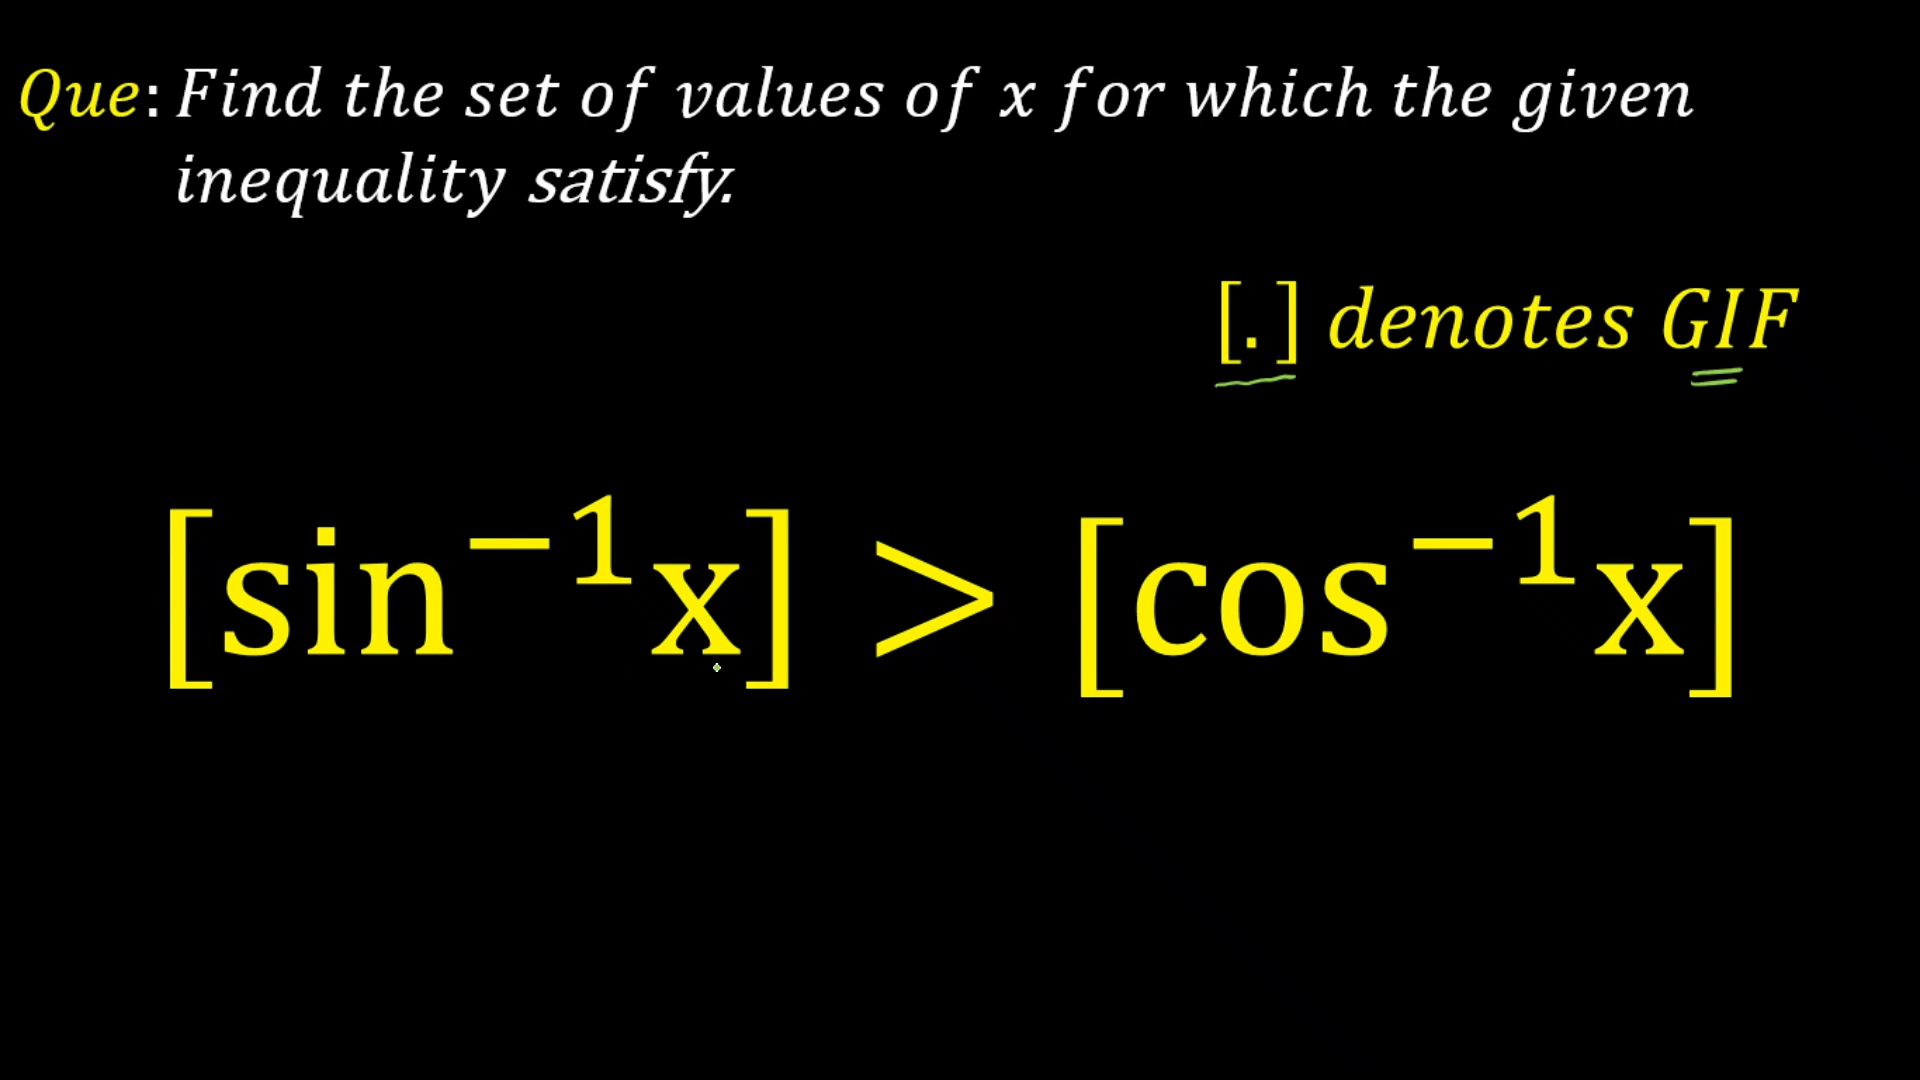 Que: Find the set of values of x for which the given
inequality satisfy.
[.] denotes GIF
[sin⁻¹x] > [cos⁻¹x]